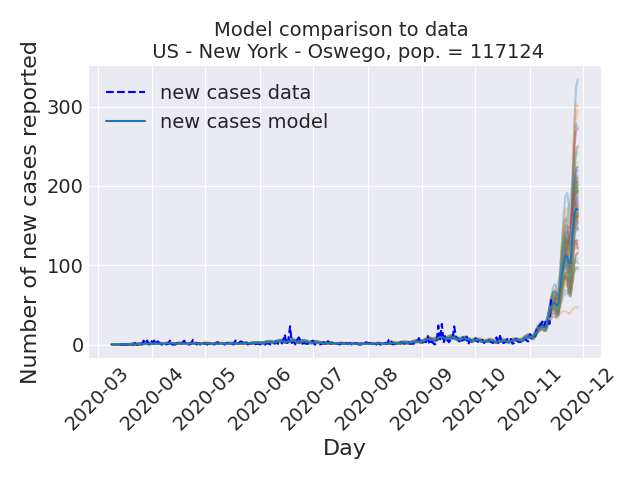 Model comparison to data
US - New York - Oswego, pop. = 117124
Number of new cases reported
300
200
100
0
new cases data
new cases model
2020-03
2020-04
2020-05
2020-06
2020-07
2020-08
2020-09
2020-10
2020-11
2020-12
Day